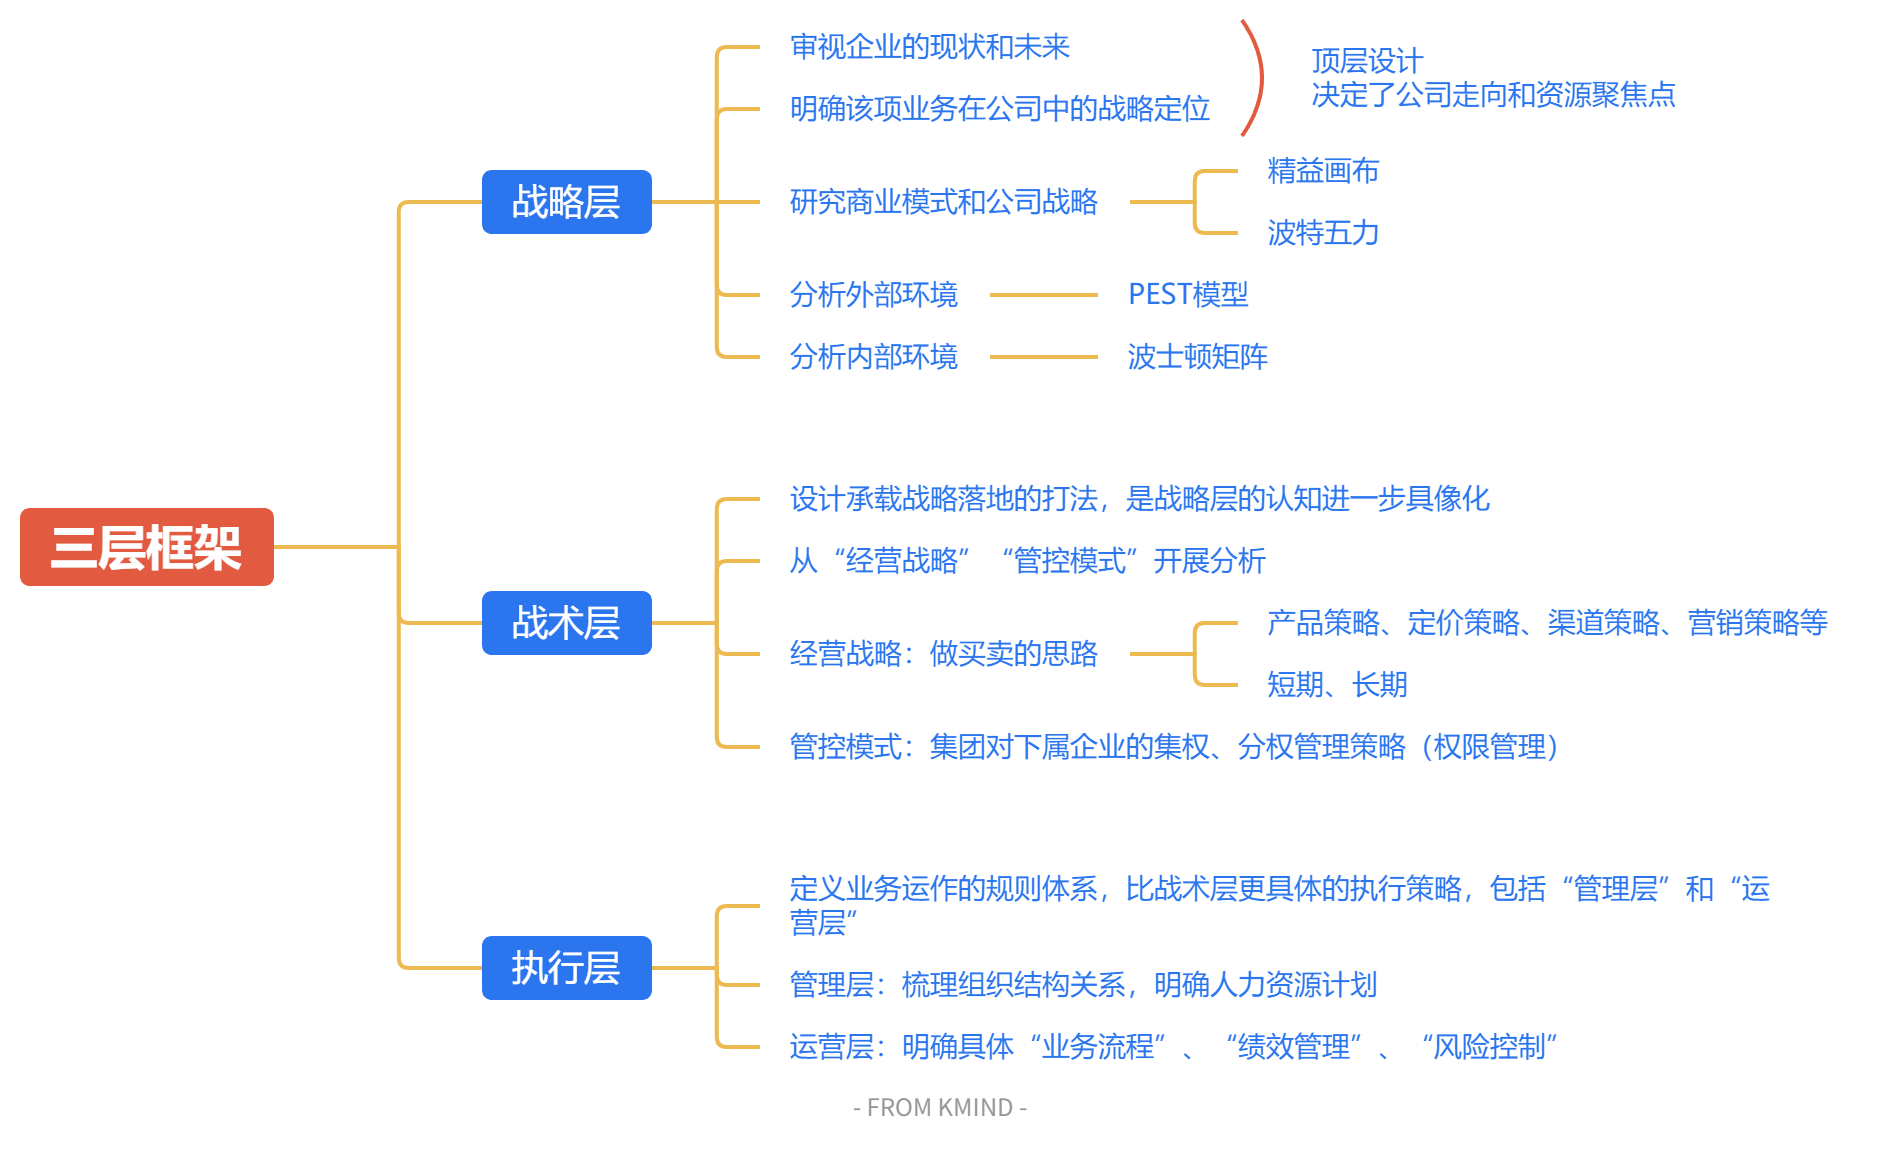 三层框架
战略层
审视企业的现状和未来
明确该项业务在公司中的战略定位
顶层设计
决定了公司走向和资源聚焦点
研究商业模式和公司战略
精益画布
波特五力
分析外部环境
PEST模型
分析内部环境
波士顿矩阵
战术层
设计承载战略落地的打法，是战略层的认知进一步具像化
从“经营战略”“管控模式”开展分析
经营战略：做买卖的思路
产品策略、定价策略、渠道策略、营销策略等
短期、长期
管控模式：集团对下属企业的集权、分权管理策略（权限管理）
执行层
定义业务运作的规则体系，比战术层更具体的执行策略，包括“管理层”和“运
营层”
管理层：梳理组织结构关系，明确人力资源计划
运营层：明确具体“业务流程”、“绩效管理”、“风险控制”
- FROM KMIND -